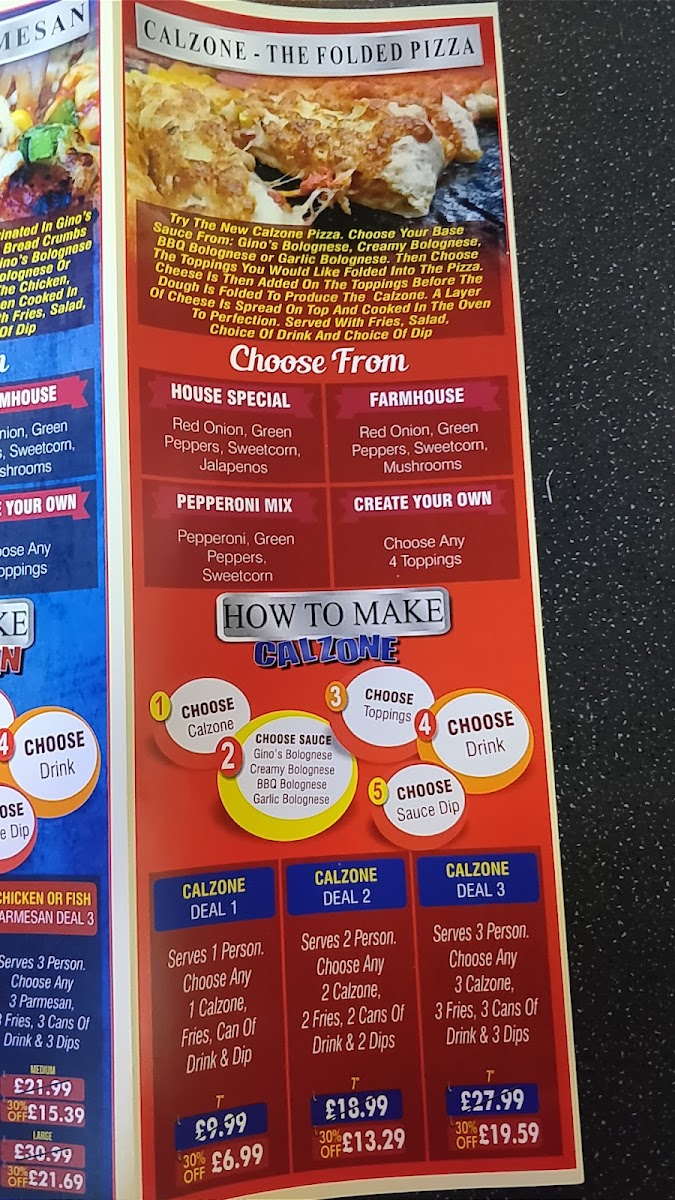 MESAN
inated In Gino's
Bread Crumbs
ino's Bolognese
olognese Or
he Chicken,
en Cooked In
h Fries, Salad,
Of Dip
MHOUSE
nion, Green
s, Sweetcorn,
shrooms
YOUR OWN
oose Any
oppings
KE
N
4 CHOOSE
Drink
OSE
e Dip
CHICKEN OR FISH
ARMESAN DEAL 3
Serves 3 Person.
Choose Any
3 Parmesan,
3 Fries, 3 Cans Of
Drink & 3 Dips
MEDIUM
£21.99
30% OFF £15.39
LARGE
£30.99
30% OFF £21.69
CALZONE - THE FOLDED PIZZA
Try The New Calzone Pizza. Choose Your Base
Sauce From: Gino's Bolognese, Creamy Bolognese,
BBQ Bolognese or Garlic Bolognese. Then Choose
The Toppings You Would Like Folded Into The Pizza.
Cheese Is Then Added On The Toppings Before The
Dough Is Folded To Produce The Calzone. A Layer
Of Cheese Is Spread On Top And Cooked In The Oven
To Perfection. Served With Fries, Salad,
Choice Of Drink And Choice Of Dip
Choose From
HOUSE SPECIAL
Red Onion, Green
Peppers, Sweetcorn,
Jalapenos
FARMHOUSE
Red Onion, Green
Peppers, Sweetcorn,
Mushrooms
PEPPERONI MIX
Pepperoni, Green
Peppers,
Sweetcorn
CREATE YOUR OWN
Choose Any
4 Toppings
HOW TO MAKE
CALZONE
1 CHOOSE
Calzone
2 CHOOSE SAUCE
Gino's Bolognese
Creamy Bolognese
BBQ Bolognese
Garlic Bolognese
3 CHOOSE
Toppings
4 CHOOSE
Drink
5 CHOOSE
Sauce Dip
CALZONE
DEAL 1
Serves 1 Person.
Choose Any
1 Calzone,
Fries, Can Of
Drink & Dip
7"
£9.99
30% OFF £6.99
CALZONE
DEAL 2
Serves 2 Person.
Choose Any
2 Calzone,
2 Fries, 2 Cans Of
Drink & 2 Dips
7"
£18.99
30% OFF £13.29
CALZONE
DEAL 3
Serves 3 Person.
Choose Any
3 Calzone,
3 Fries, 3 Cans Of
Drink & 3 Dips
7"
£27.99
30% OFF £19.59